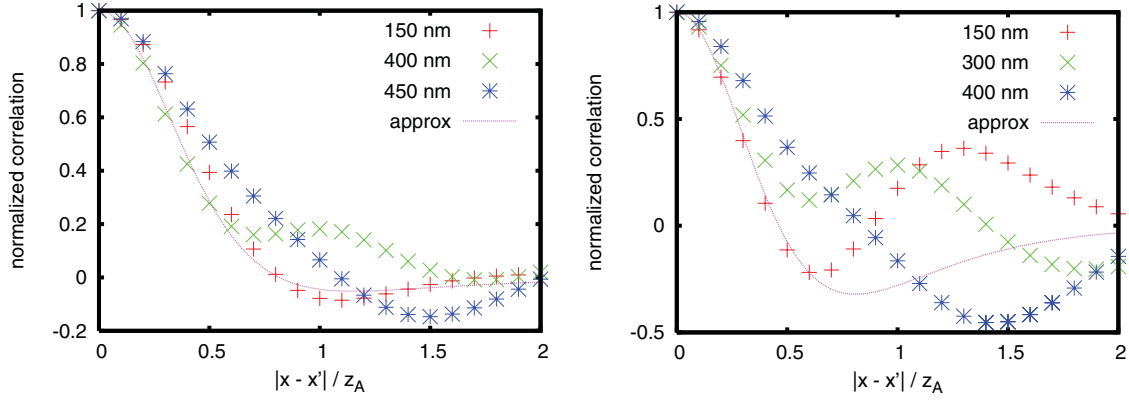 normalized correlation
1
0.8
0.6
0.4
0.2
0
-0.2
0
0.5
1
1.5
2
|x - x'| / z_A
150 nm
400 nm
450 nm
approx
normalized correlation
1
0.5
0
-0.5
0
0.5
1
1.5
2
|x - x'| / z_A
150 nm
300 nm
400 nm
approx